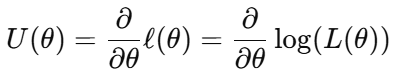 U(θ) = ∂/∂θ ℓ(θ) = ∂/∂θ log(L(θ))